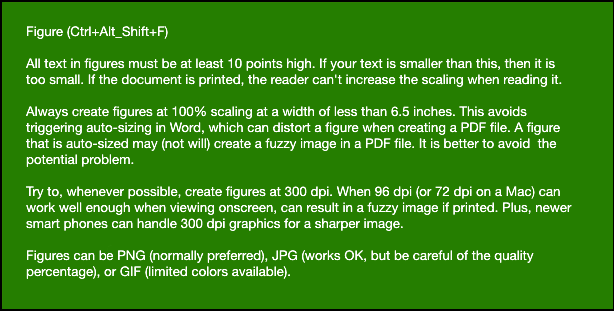 Figure (Ctrl+Alt_Shift+F)
All text in figures must be at least 10 points high. If your text is smaller than this, then it is
too small. If the document is printed, the reader can't increase the scaling when reading it.
Always create figures at 100% scaling at a width of less than 6.5 inches. This avoids
triggering auto-sizing in Word, which can distort a figure when creating a PDF file. A figure
that is auto-sized may (not will) create a fuzzy image in a PDF file. It is better to avoid  the
potential problem.
Try to, whenever possible, create figures at 300 dpi. When 96 dpi (or 72 dpi on a Mac) can
work well enough when viewing onscreen, can result in a fuzzy image if printed. Plus, newer
smart phones can handle 300 dpi graphics for a sharper image.
Figures can be PNG (normally preferred), JPG (works OK, but be careful of the quality
percentage), or GIF (limited colors available).